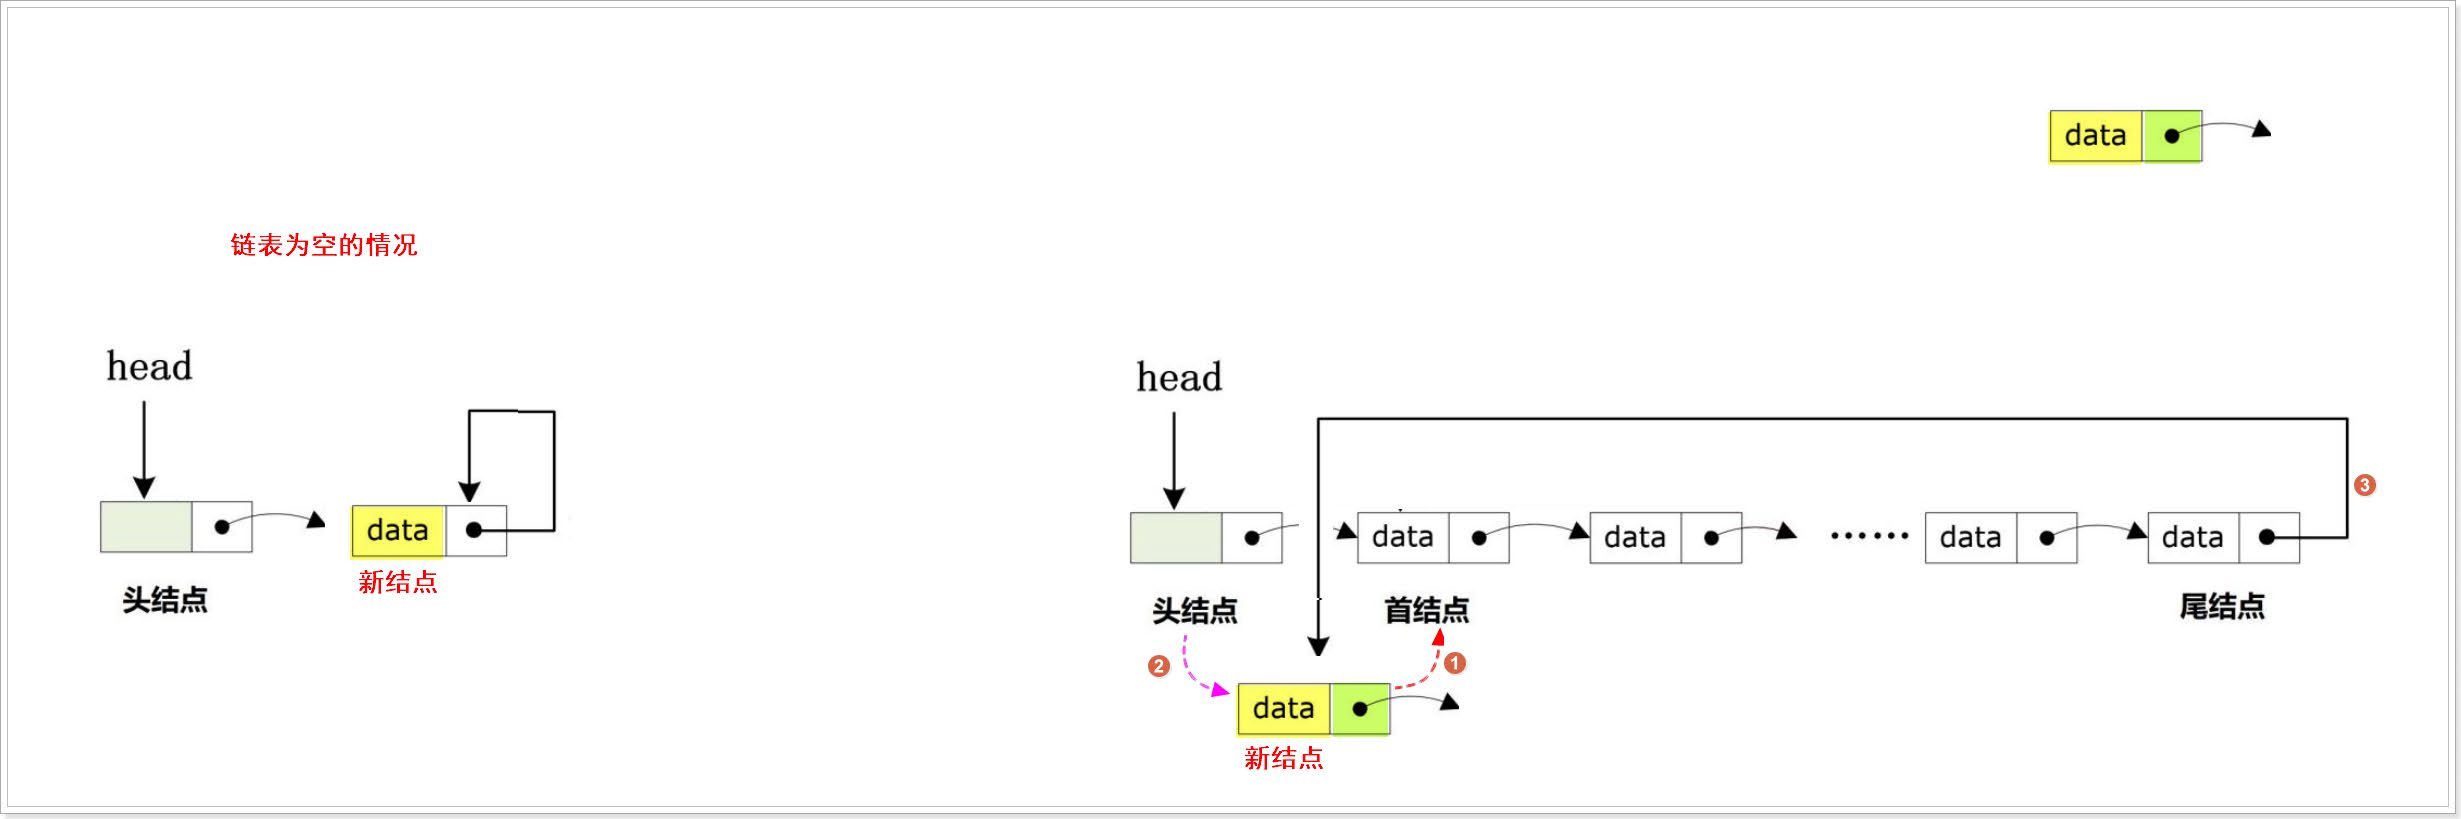 data
链表为空的情况
head
data
头结点
新结点
head
data
data
......
data
data
3
头结点
首结点
尾结点
2
1
data
新结点